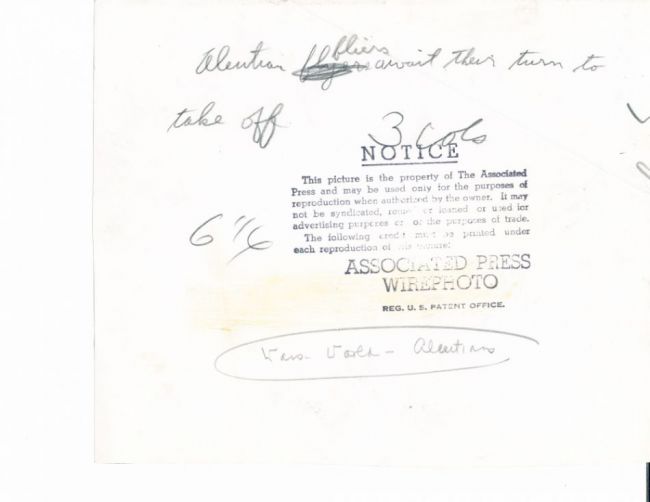 fliers
Aleutian await their turn to
take off
3 cols
NOTICE
This picture is the property of The Associated
Press and may be used only for the purposes of
reproduction when authorized by the owner. It may
not be syndicated, or loaned or used for
advertising purposes or for the purposes of trade.
The following credit must be printed under
each reproduction of this picture:
ASSOCIATED PRESS
WIREPHOTO
REG. U. S. PATENT OFFICE.
World - Aleutians